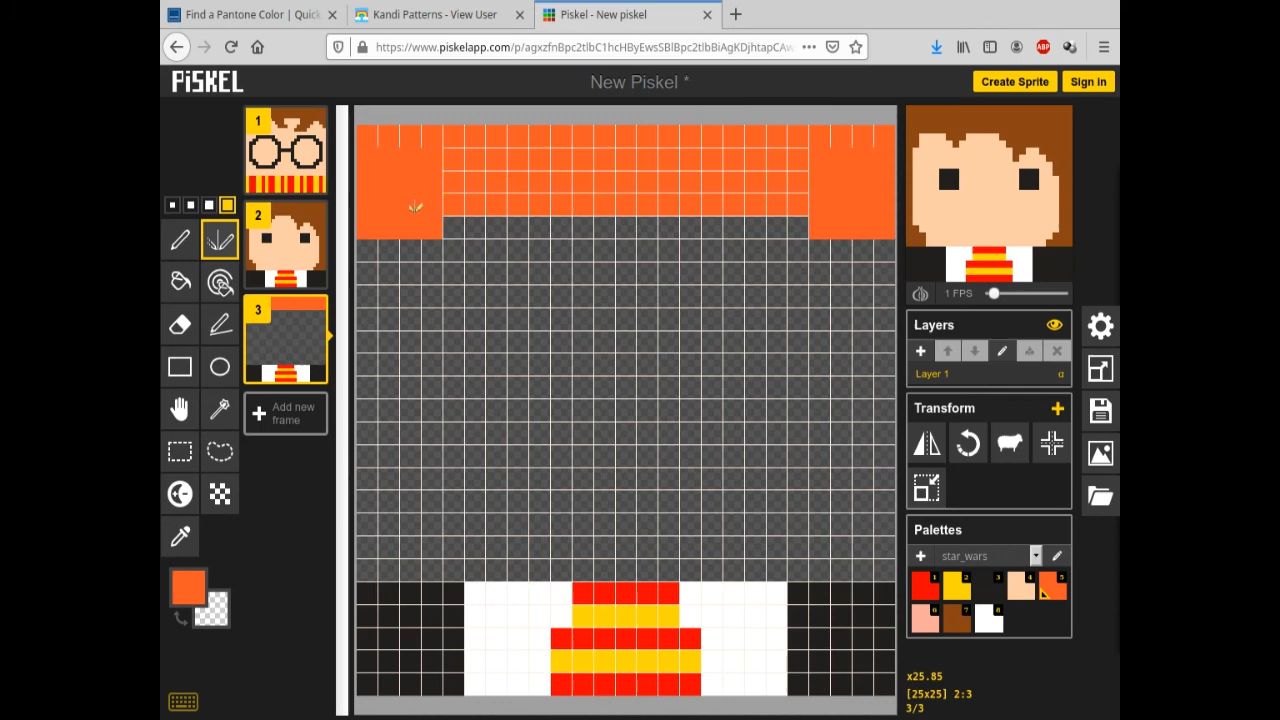 Find a Pantone Color | Quick
Kandi Patterns - View User
Piskel - New piskel
https://www.piskelapp.com/p/agxzfnBpc2tlbC1hcHByEwsSBlBpc2tlbBiAgKDjhtapCAw
ABP
PiSKEL
New Piskel *
Create Sprite
Sign in
1
2
3
Add new
frame
1 FPS
Layers
Layer 1
α
Transform
Palettes
star_wars
1 2 3 4 5
6 7 8
x25.85
[25x25] 2:3
3/3